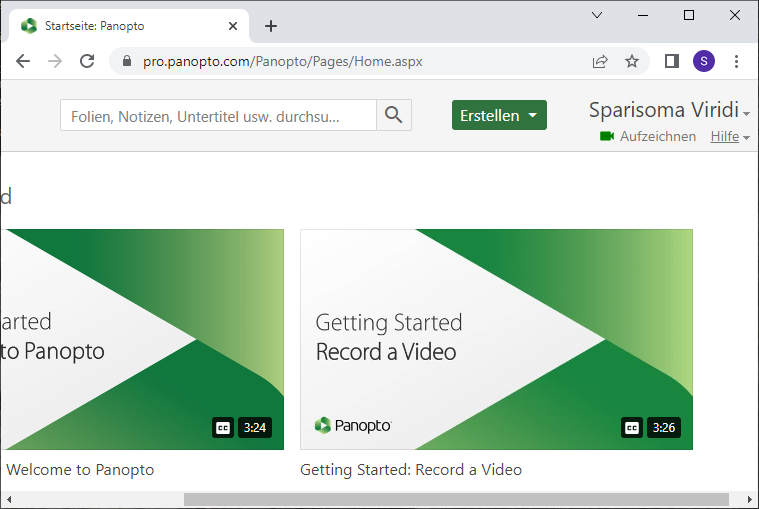 Startseite: Panopto
pro.panopto.com/Panopto/Pages/Home.aspx
S
Folien, Notizen, Untertitel usw. durchsu...
Erstellen
Sparisoma Viridi
Aufzeichnen
Hilfe
d
arted
to Panopto
CC 3:24
Welcome to Panopto
Getting Started
Record a Video
Panopto
CC 3:26
Getting Started: Record a Video